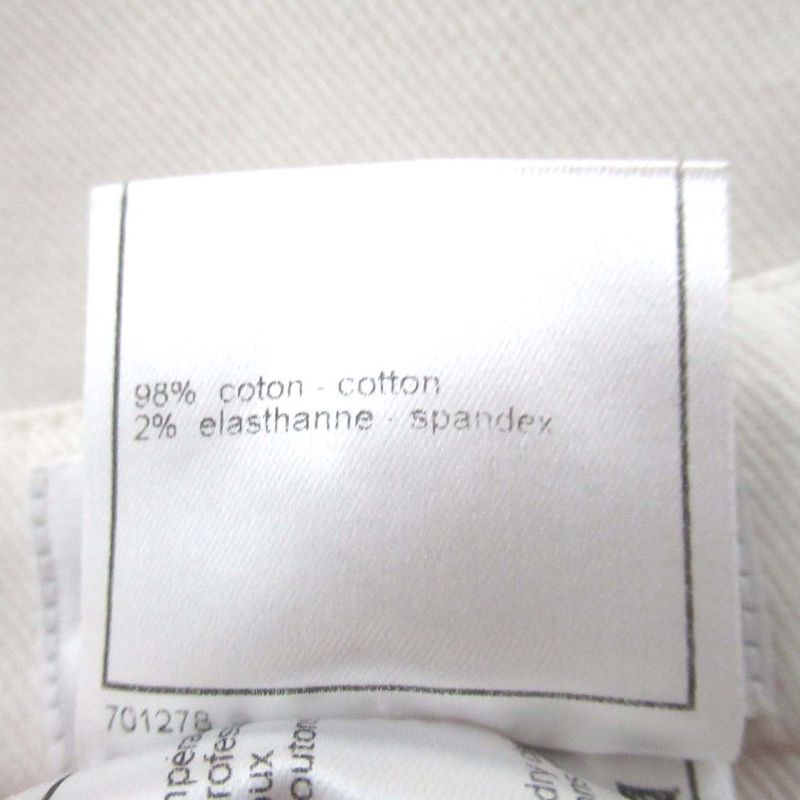 98% coton - cotton
2% elasthanne - spandex
701278